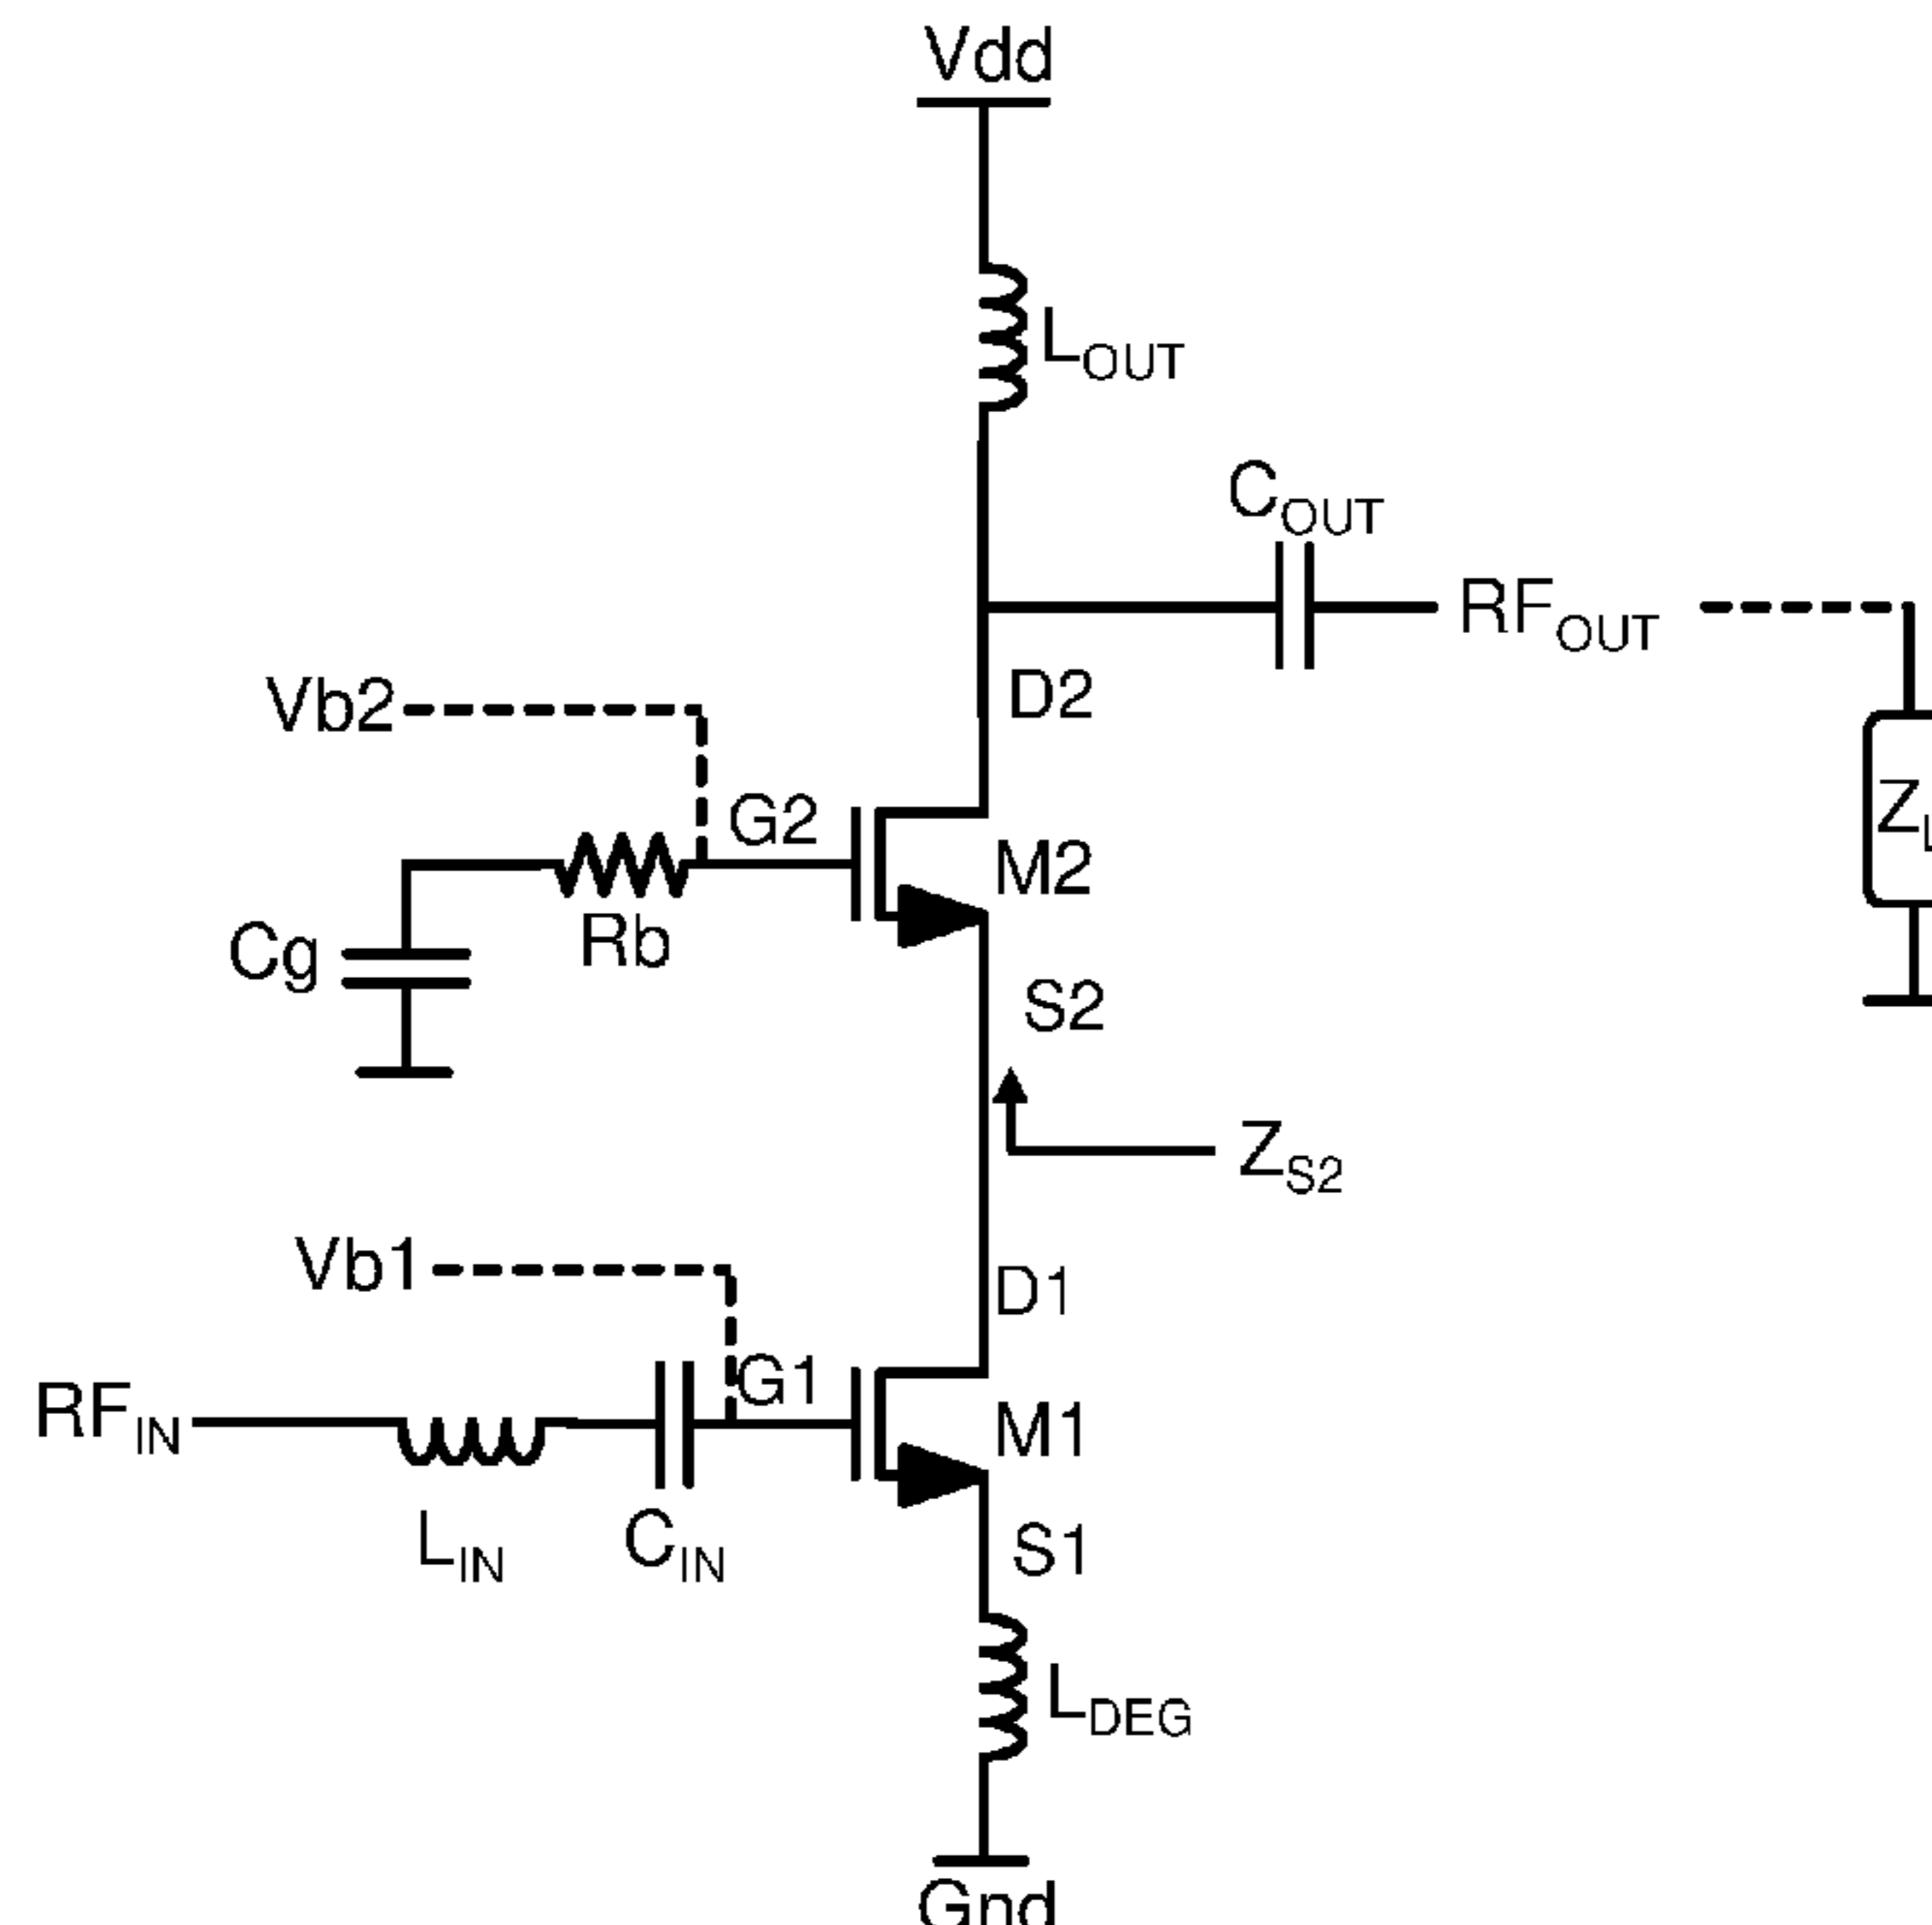 Vdd
L_OUT
C_OUT
RF_OUT
D2
Vb2
G2
M2
Z_L
Rb
Cg
S2
Z_S2
Vb1
D1
G1
RF_IN
M1
L_IN
C_IN
S1
L_DEG
Gnd